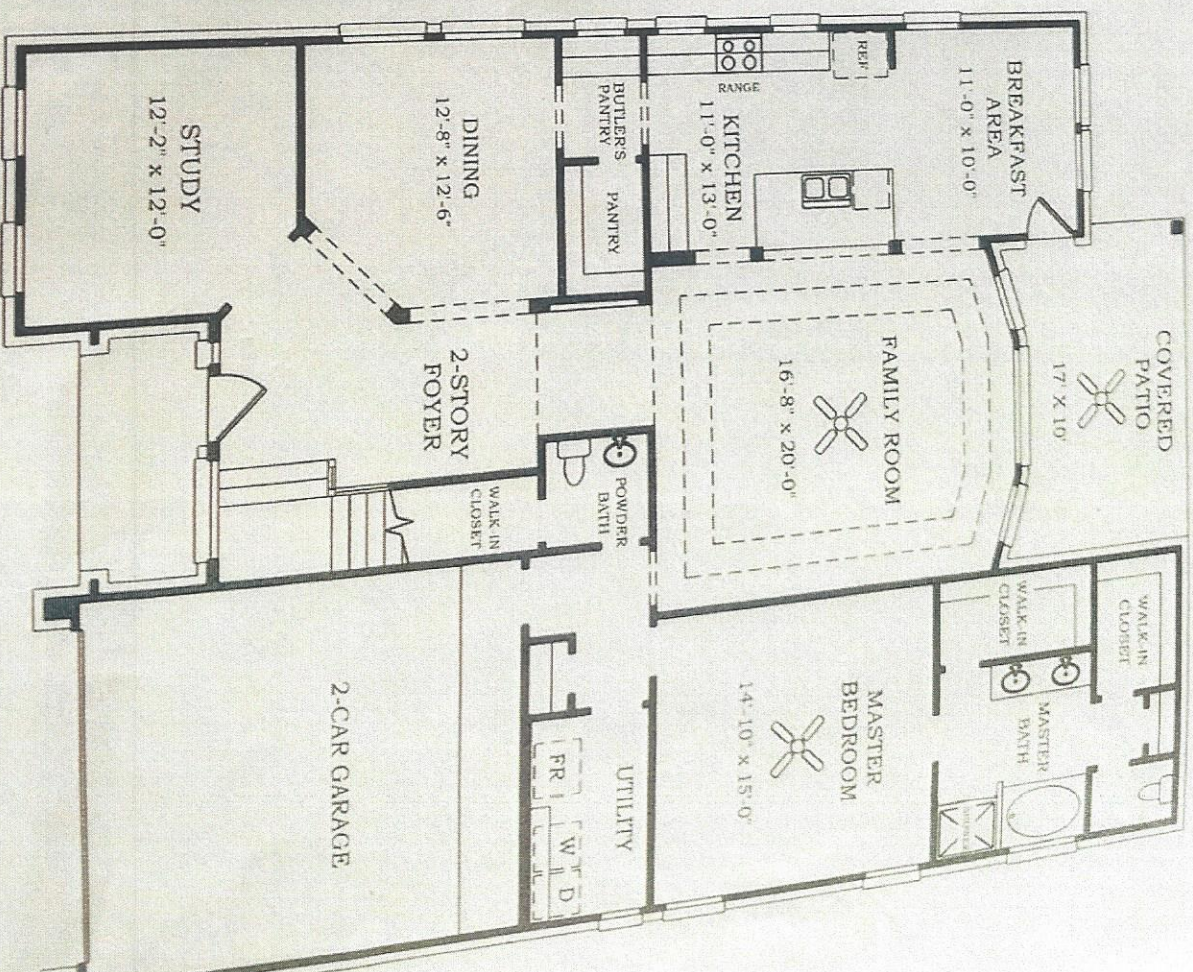 BREAKFAST
AREA
11'-0" x 10'-0"
REF
RANGE
KITCHEN
11'-0" x 13'-0"
BUTLER'S
PANTRY
PANTRY
DINING
12'-8" x 12'-6"
STUDY
12'-2" x 12'-0"
COVERED
PATIO
17' X 10'
FAMILY ROOM
16'-8" x 20'-0"
2-STORY
FOYER
POWDER
BATH
WALK-IN
CLOSET
WALK-IN
CLOSET
WALK-IN
CLOSET
MASTER
BATH
MASTER
BEDROOM
14'-10" x 15'-0"
UTILITY
FR
W
D
2-CAR GARAGE